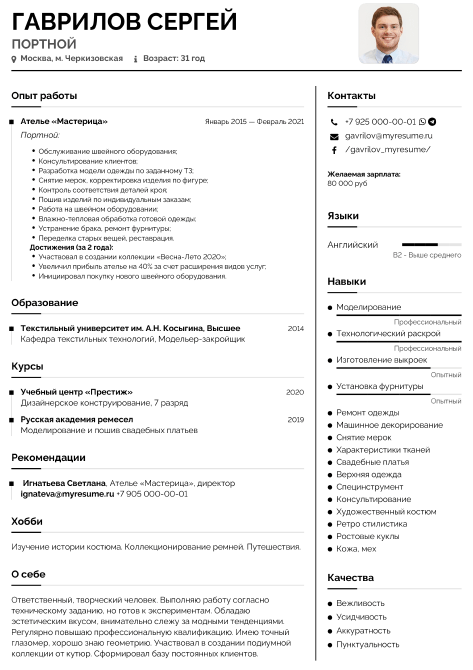 ГАВРИЛОВ СЕРГЕЙ
ПОРТНОЙ
Москва, м. Черкизовская Возраст: 31 год
Опыт работы
Ателье «Мастерица» Январь 2015 — Февраль 2021
Портной:
Обслуживание швейного оборудования;
Консультирование клиентов;
Разработка модели одежды по заданному ТЗ;
Снятие мерок, корректировка изделия по фигуре;
Контроль соответствия деталей кроя;
Пошив изделий по индивидуальным заказам;
Работа на швейном оборудовании;
Влажно-тепловая обработка готовой одежды;
Устранение брака, ремонт фурнитуры;
Переделка старых вещей, реставрация.
Достижения (за 2 года):
Участвовал в создании коллекции «Весна-Лето 2020»;
Увеличил прибыль ателье на 40% за счет расширения видов услуг;
Инициировал покупку нового швейного оборудования.
Образование
Текстильный университет им. А.Н. Косыгина, Высшее 2014
Кафедра текстильных технологий, Модельер-закройщик
Курсы
Учебный центр «Престиж» 2020
Дизайнерское конструирование, 7 разряд
Русская академия ремесел 2019
Моделирование и пошив свадебных платьев
Рекомендации
Игнатьева Светлана, Ателье «Мастерица», директор
ignateva@myresume.ru +7 905 000-00-01
Хобби
Изучение истории костюма, Коллекционирование ремней, Путешествия.
О себе
Ответственный, творческий человек. Выполняю работу согласно
техническому заданию, но готов к экспериментам. Обладаю
эстетическим вкусом, внимательно слежу за модными тенденциями.
Регулярно повышаю профессиональную квалификацию. Имею точный
глазомер, хорошо знаю геометрию. Участвовал в создании подиумной
коллекции от кутюр. Сформировал базу постоянных клиентов.
Контакты
+7 925 000-00-01
gavrilov@myresume.ru
/gavrilov_myresume/
Желаемая зарплата:
80 000 руб
Языки
Английский
B2 - Выше среднего
Навыки
Моделирование
Профессиональный
Технологический раскрой
Профессиональный
Изготовление выкроек
Опытный
Установка фурнитуры
Опытный
Ремонт одежды
Машинное декорирование
Снятие мерок
Характеристики тканей
Свадебные платья
Верхняя одежда
Специнструмент
Консультирование
Художественный костюм
Ретро стилистика
Ростовые куклы
Кожа, мех
Качества
Вежливость
Усидчивость
Аккуратность
Пунктуальность